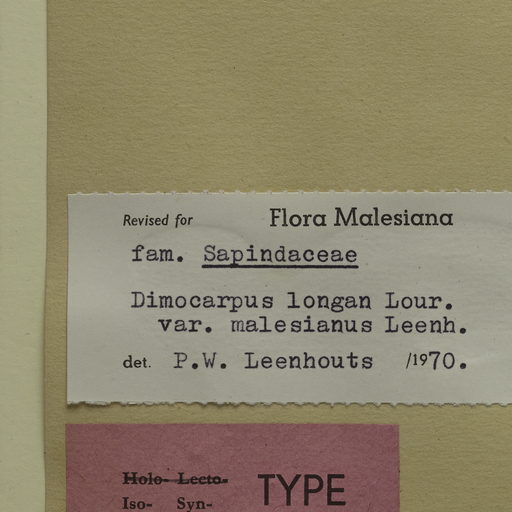 Revised for Flora Malesiana
fam. Sapindaceae
Dimocarpus longan Lour.
var. malesianus Leenh.
det. P.W. Leenhouts /1970.
Holo- Lecto-
TYPE
Iso- Syn-